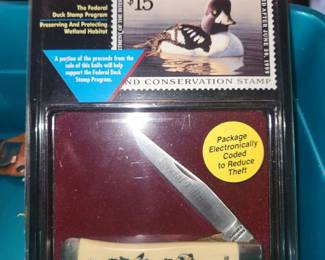 The Federal
Duck Stamp Program
Preserving And Protecting
Wetland Habitat
A portion of the proceeds from the
sale of this knife will help
support the Federal Duck
Stamp Program.
$15
ND CONSERVATION STAMP
Package
Electronically
Coded
to Reduce
Theft